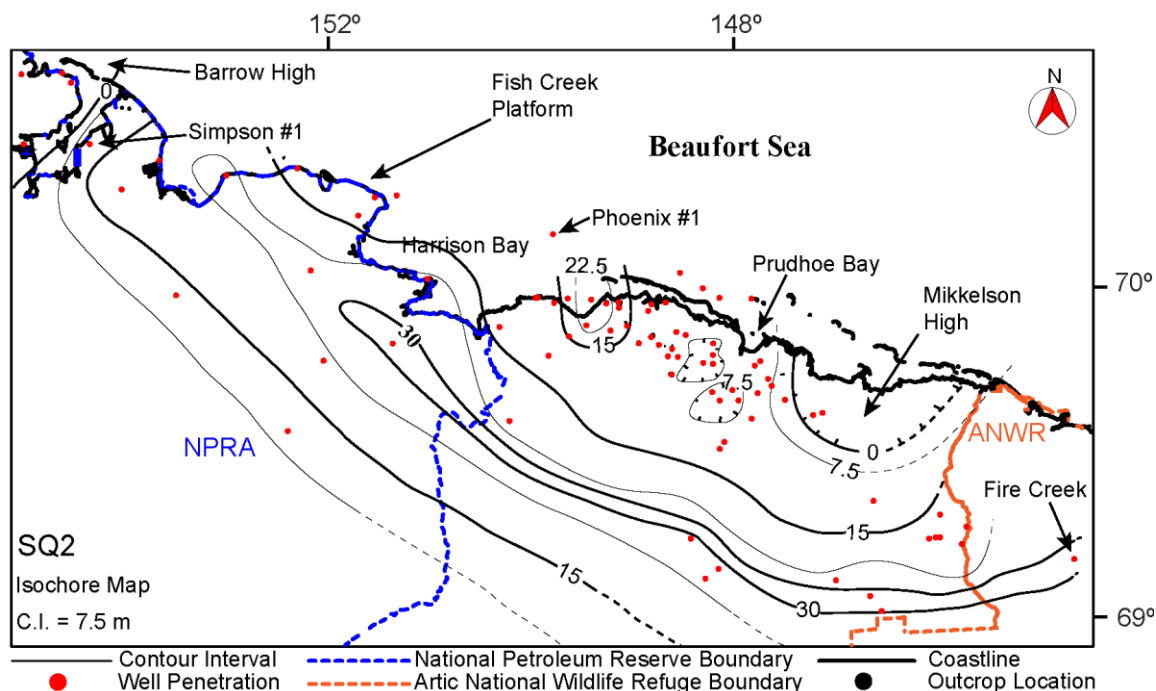 152º 148º
Barrow High
0
Fish Creek
Platform
N
Simpson #1
Beaufort Sea
Phoenix #1
Harrison Bay
Prudhoe Bay
22.5
70º
Mikkelson
High
30
15
7.5
NPRA
0
ANWR
7.5
Fire Creek
15
SQ2
15
Isochore Map
30
69º
C.I. = 7.5 m
Contour Interval National Petroleum Reserve Boundary Coastline
Well Penetration Artic National Wildlife Refuge Boundary Outcrop Location